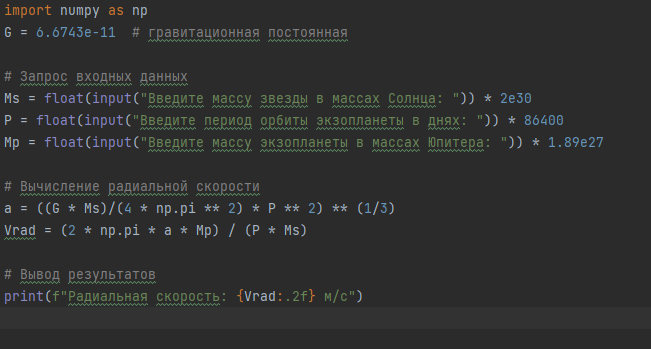 import numpy as np
G = 6.6743e-11  # гравитационная постоянная
# Запрос входных данных
Ms = float(input("Введите массу звезды в массах Солнца: ")) * 2e30
P = float(input("Введите период орбиты экзопланеты в днях: ")) * 86400
Mp = float(input("Введите массу экзопланеты в массах Юпитера: ")) * 1.89e27
# Вычисление радиальной скорости
a = ((G * Ms)/(4 * np.pi ** 2) * P ** 2) ** (1/3)
Vrad = (2 * np.pi * a * Mp) / (P * Ms)
# Вывод результатов
print(f"Радиальная скорость: {Vrad:.2f} м/с")